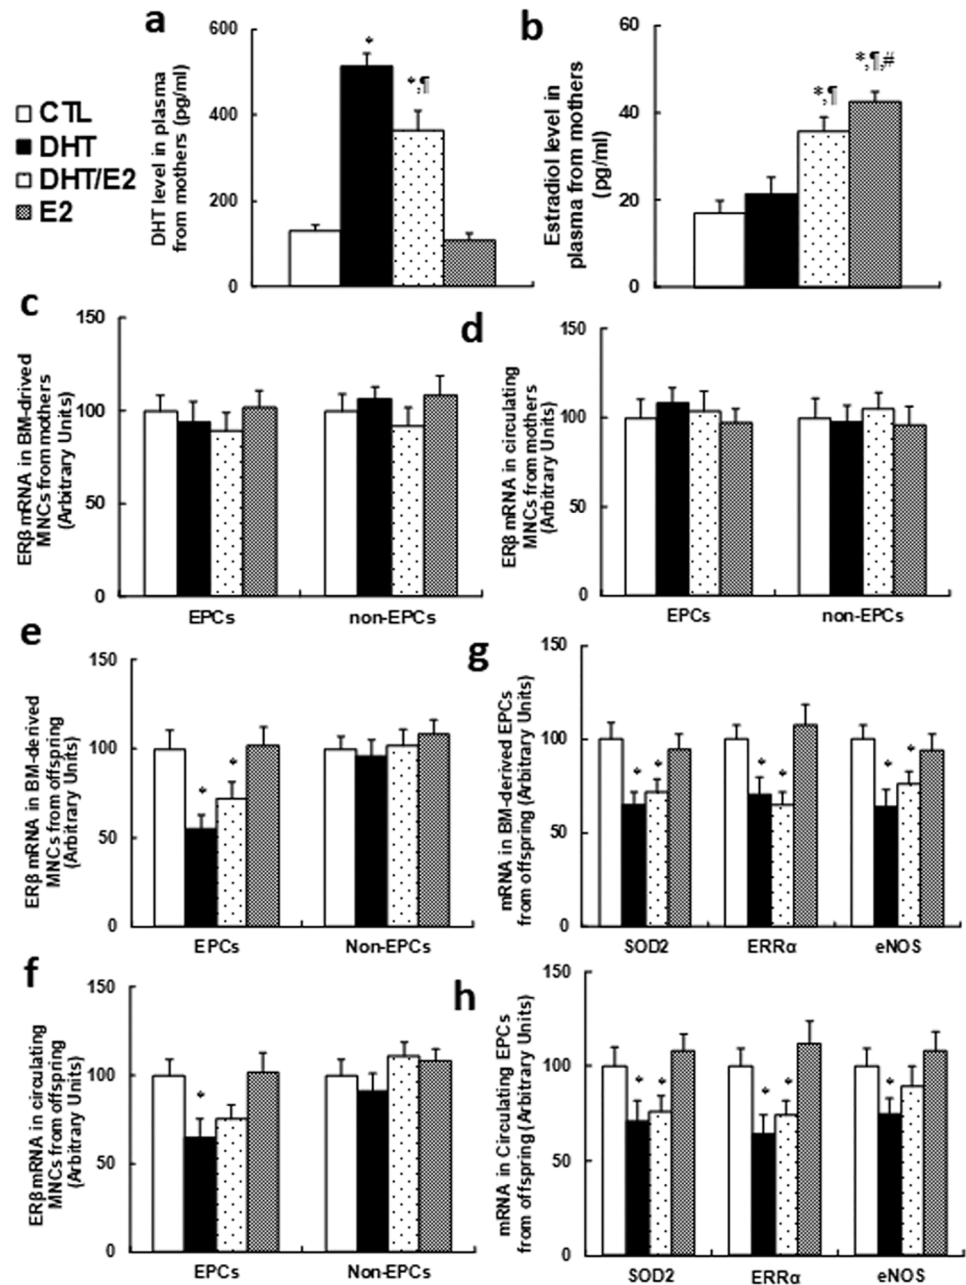 a
600
400
200
0
DHT level in plasma
from mothers (pg/ml)
*
*,¶
b
60
40
20
0
Estradiol level in
plasma from mothers
(pg/ml)
*,¶
*,¶,#
CTL
DHT
DHT/E2
E2
c
150
100
50
0
ERβ mRNA in BM-drived
MNCs from mothers
(Arbitrary Units)
EPCs
non-EPCs
d
150
100
50
0
ERβ mRNA in circulating
MNCs from mothers
(Arbitrary Units)
EPCs
non-EPCs
e
150
100
50
0
ERβ mRNA in BM-derived
MNCs from offspring
(Arbitrary Units)
*
*
EPCs
Non-EPCs
g
150
100
50
0
mRNA in BM-derived EPCs
from offspring (Arbitrary Units)
*
*
*
*
*
*
SOD2
ERRα
eNOS
f
150
100
50
0
ERβmRNA in circulating
MNCs from offspring
(Arbitrary Units)
*
EPCs
Non-EPCs
h
150
100
50
0
mRNA in Circulating EPCs
from offspring (Arbitrary Units)
*
*
*
*
*
SOD2
ERRα
eNOS